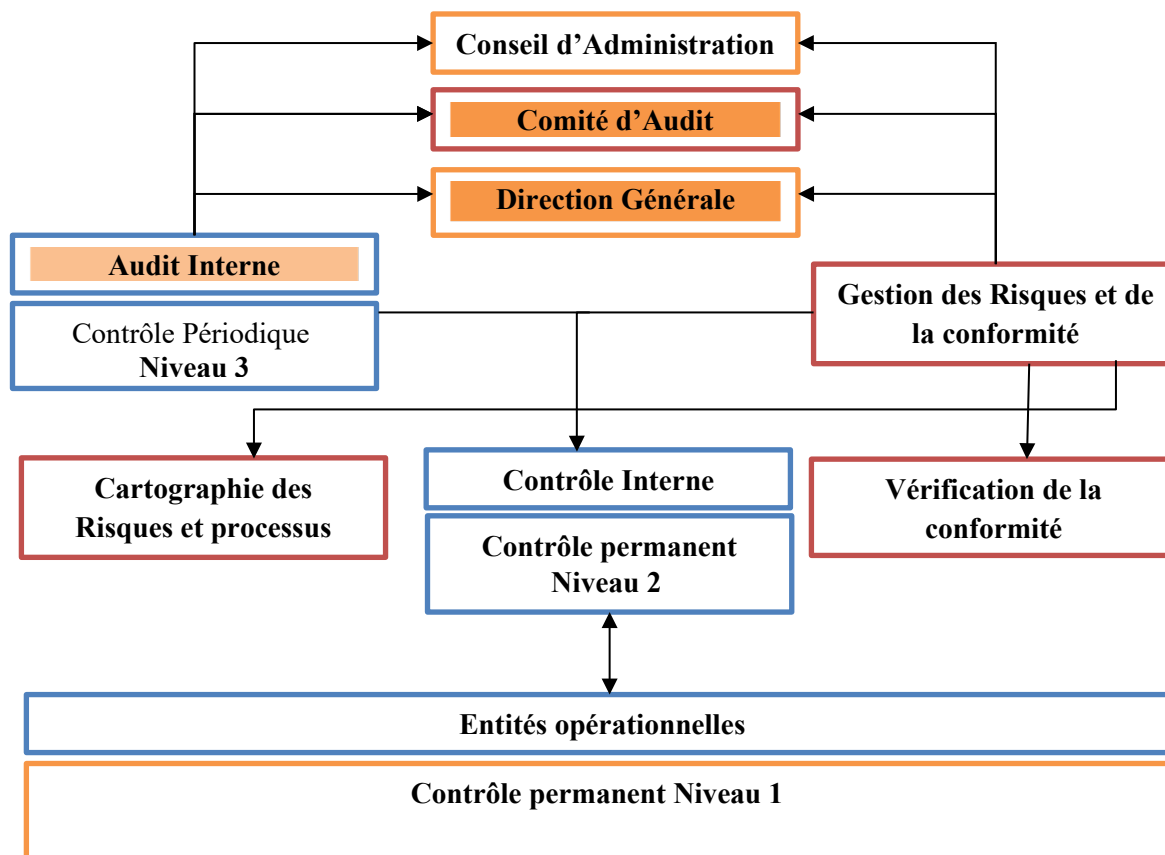 Conseil d’Administration
Comité d’Audit
Direction Générale
Audit Interne
Contrôle Périodique
Niveau 3
Gestion des Risques et de
la conformité
Cartographie des
Risques et processus
Contrôle Interne
Contrôle permanent
Niveau 2
Vérification de la
conformité
Entités opérationnelles
Contrôle permanent Niveau 1